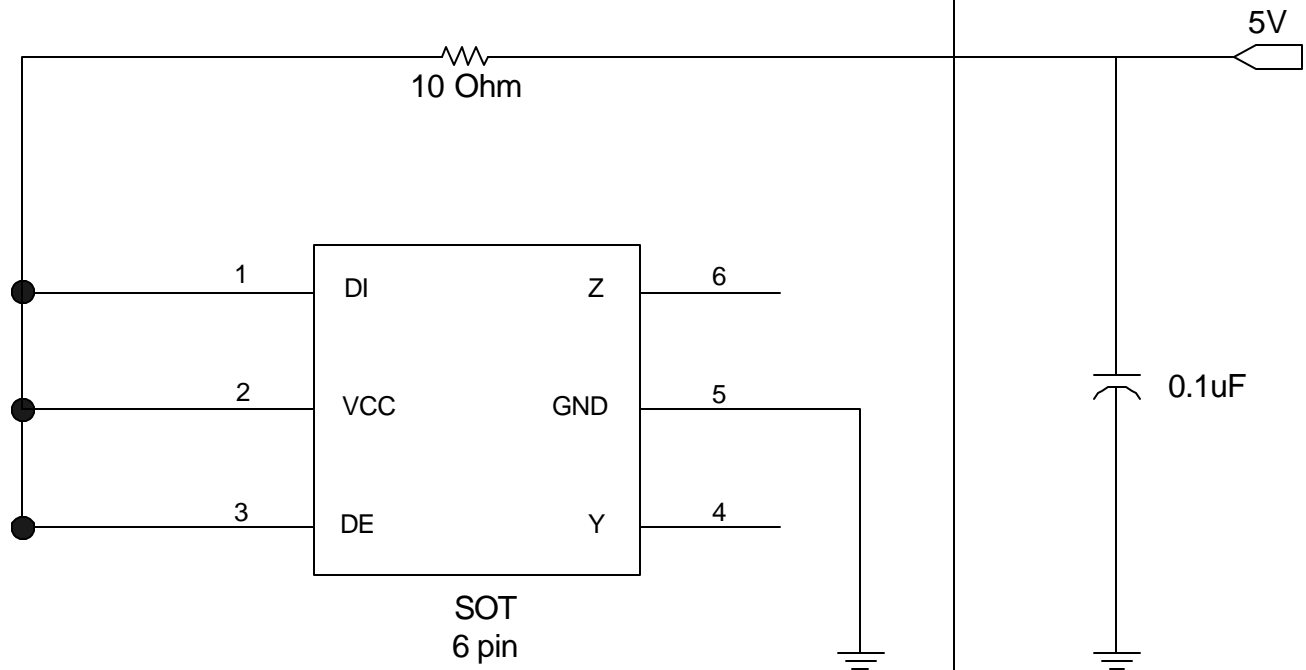 5V
10 Ohm
1 DI Z 6
2 VCC GND 5
0.1uF
3 DE Y 4
SOT
6 pin